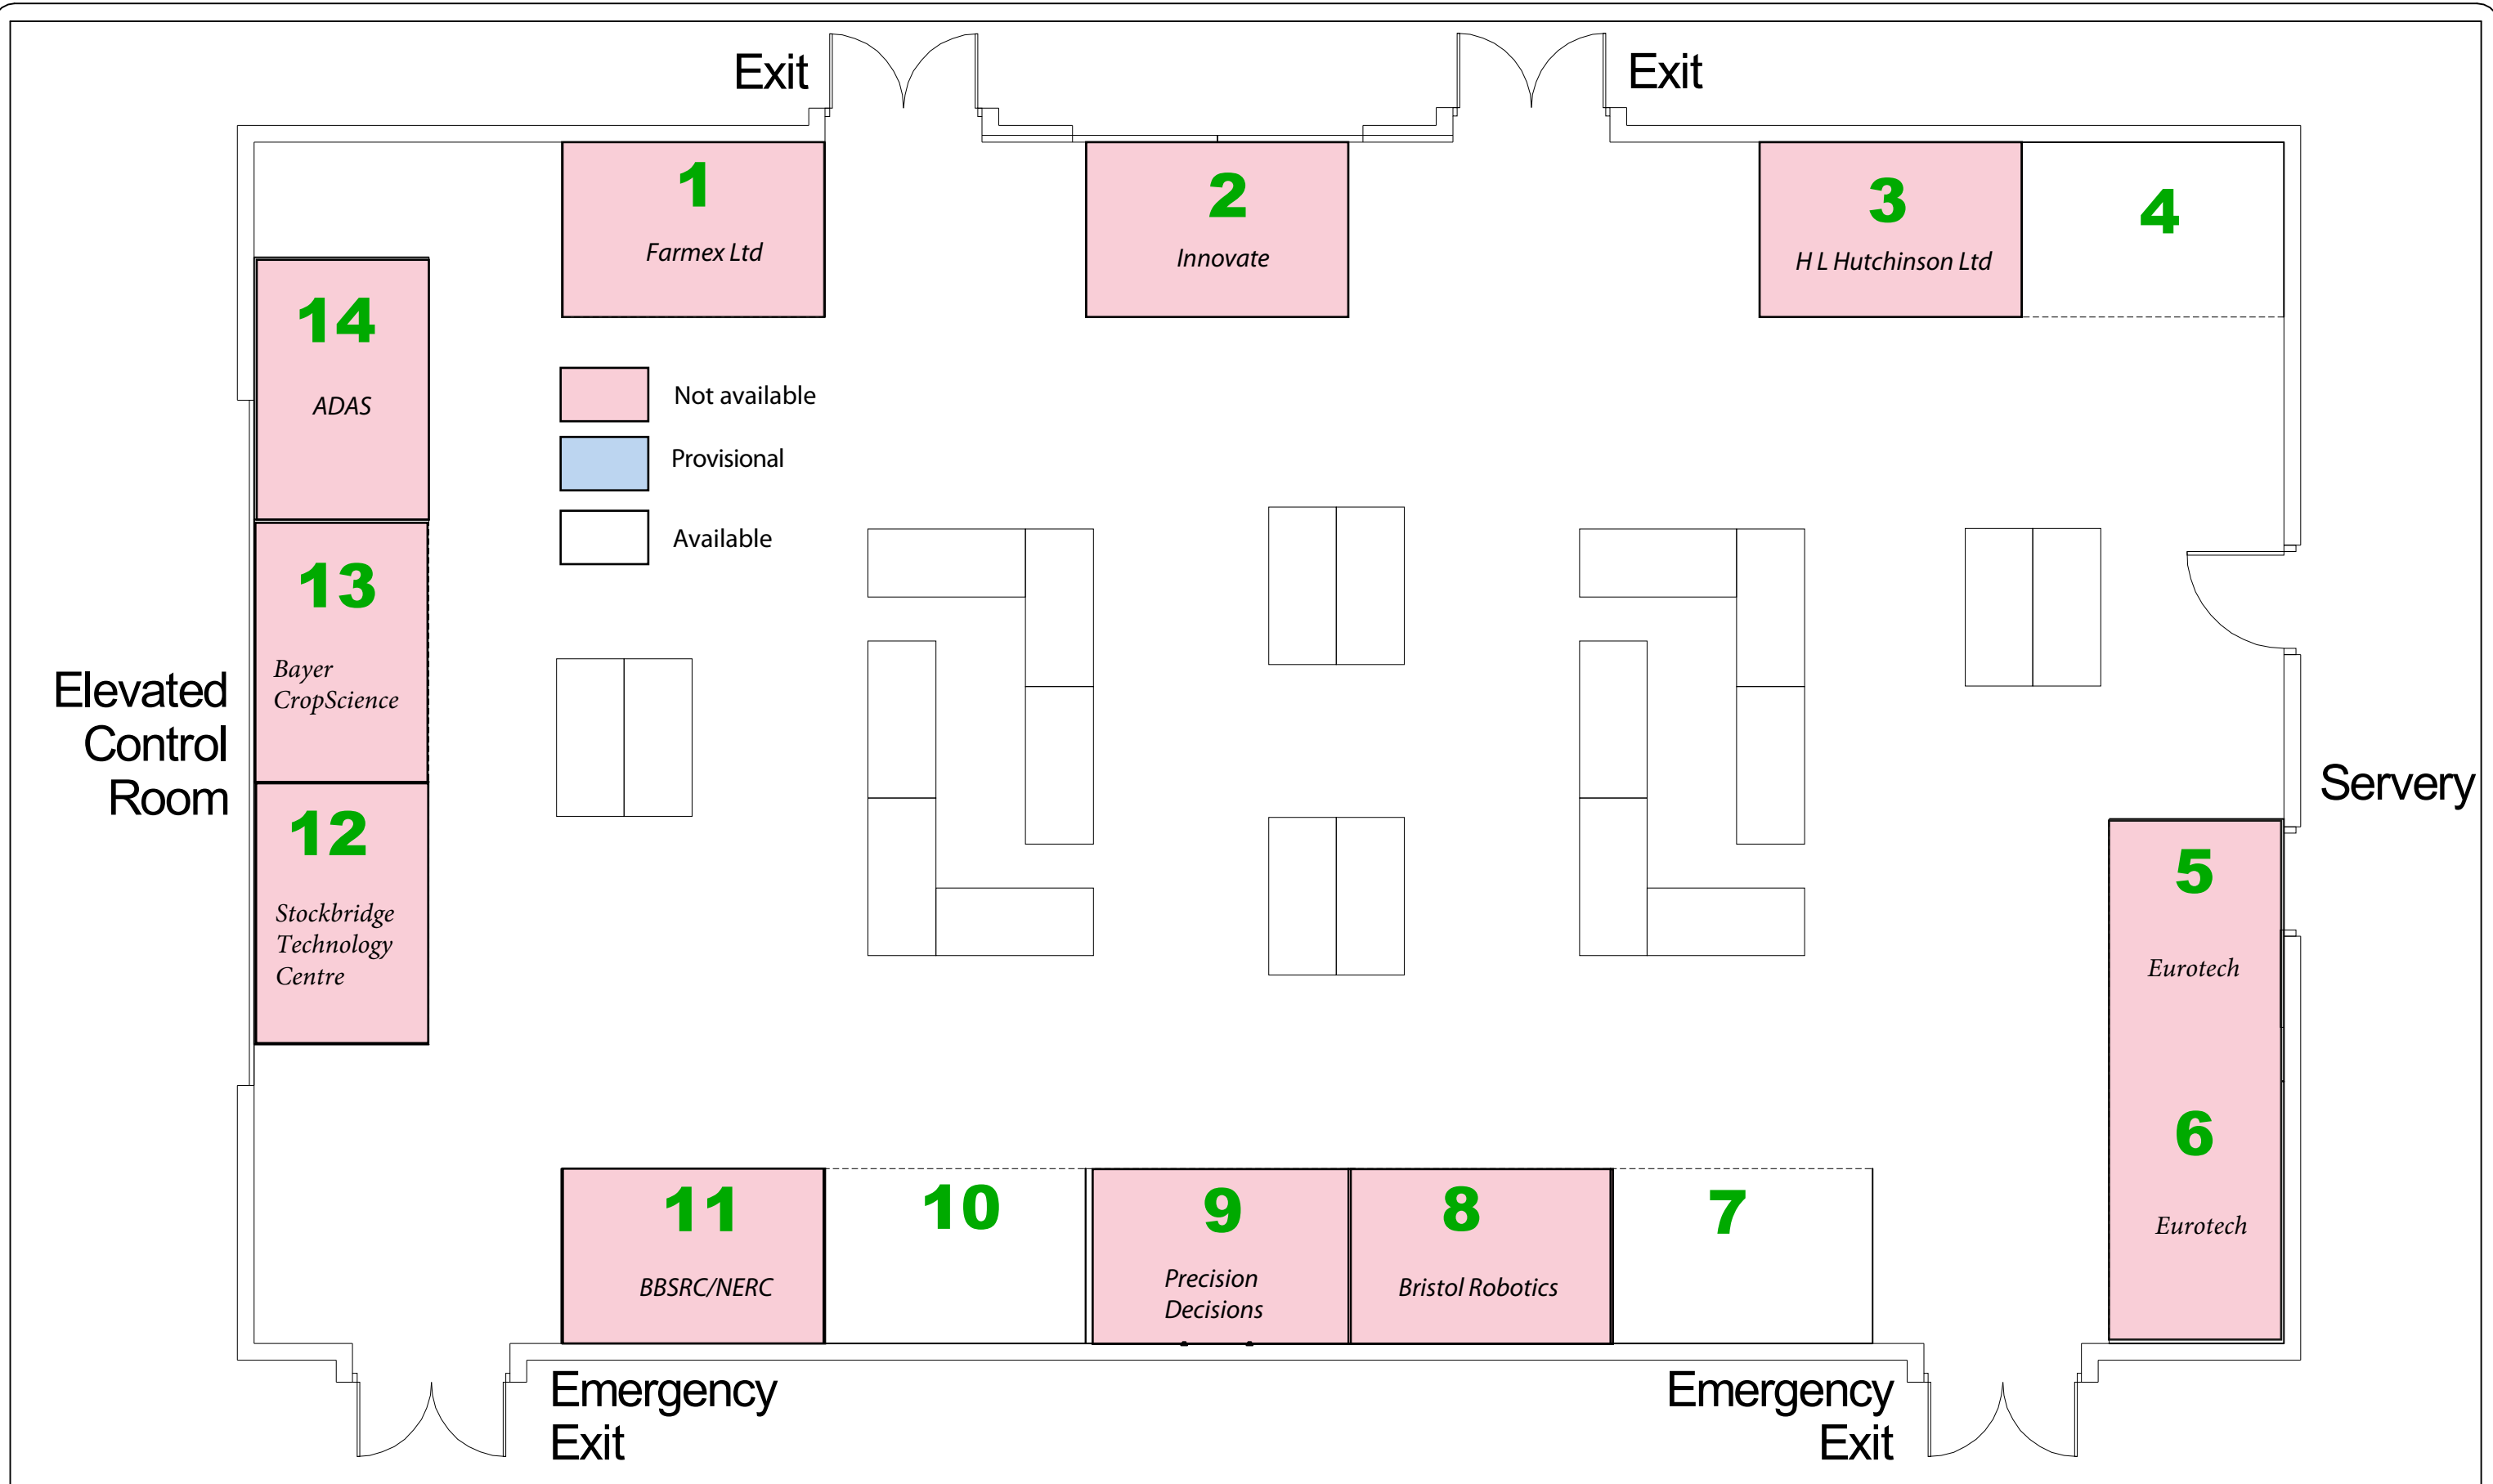 Exit
Exit
1
Farmex Ltd
2
Innovate
3
H L Hutchinson Ltd
4
14
ADAS
Not available
Provisional
Available
13
Bayer
CropScience
Elevated
Control
Room
12
Stockbridge
Technology
Centre
Servery
5
Eurotech
6
Eurotech
11
BBSRC/NERC
10
9
Precision
Decisions
8
Bristol Robotics
7
Emergency
Exit
Emergency
Exit